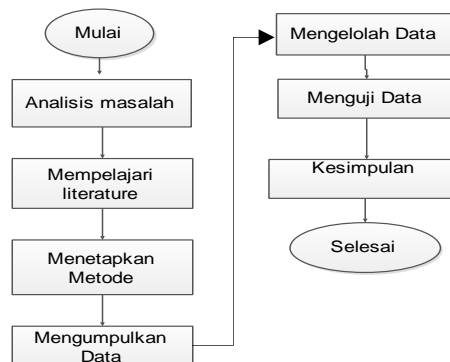 Mulai
Analisis masalah
Mempelajari
literature
Menetapkan
Metode
Mengumpulkan
Data
Mengelolah Data
Menguji Data
Kesimpulan
Selesai